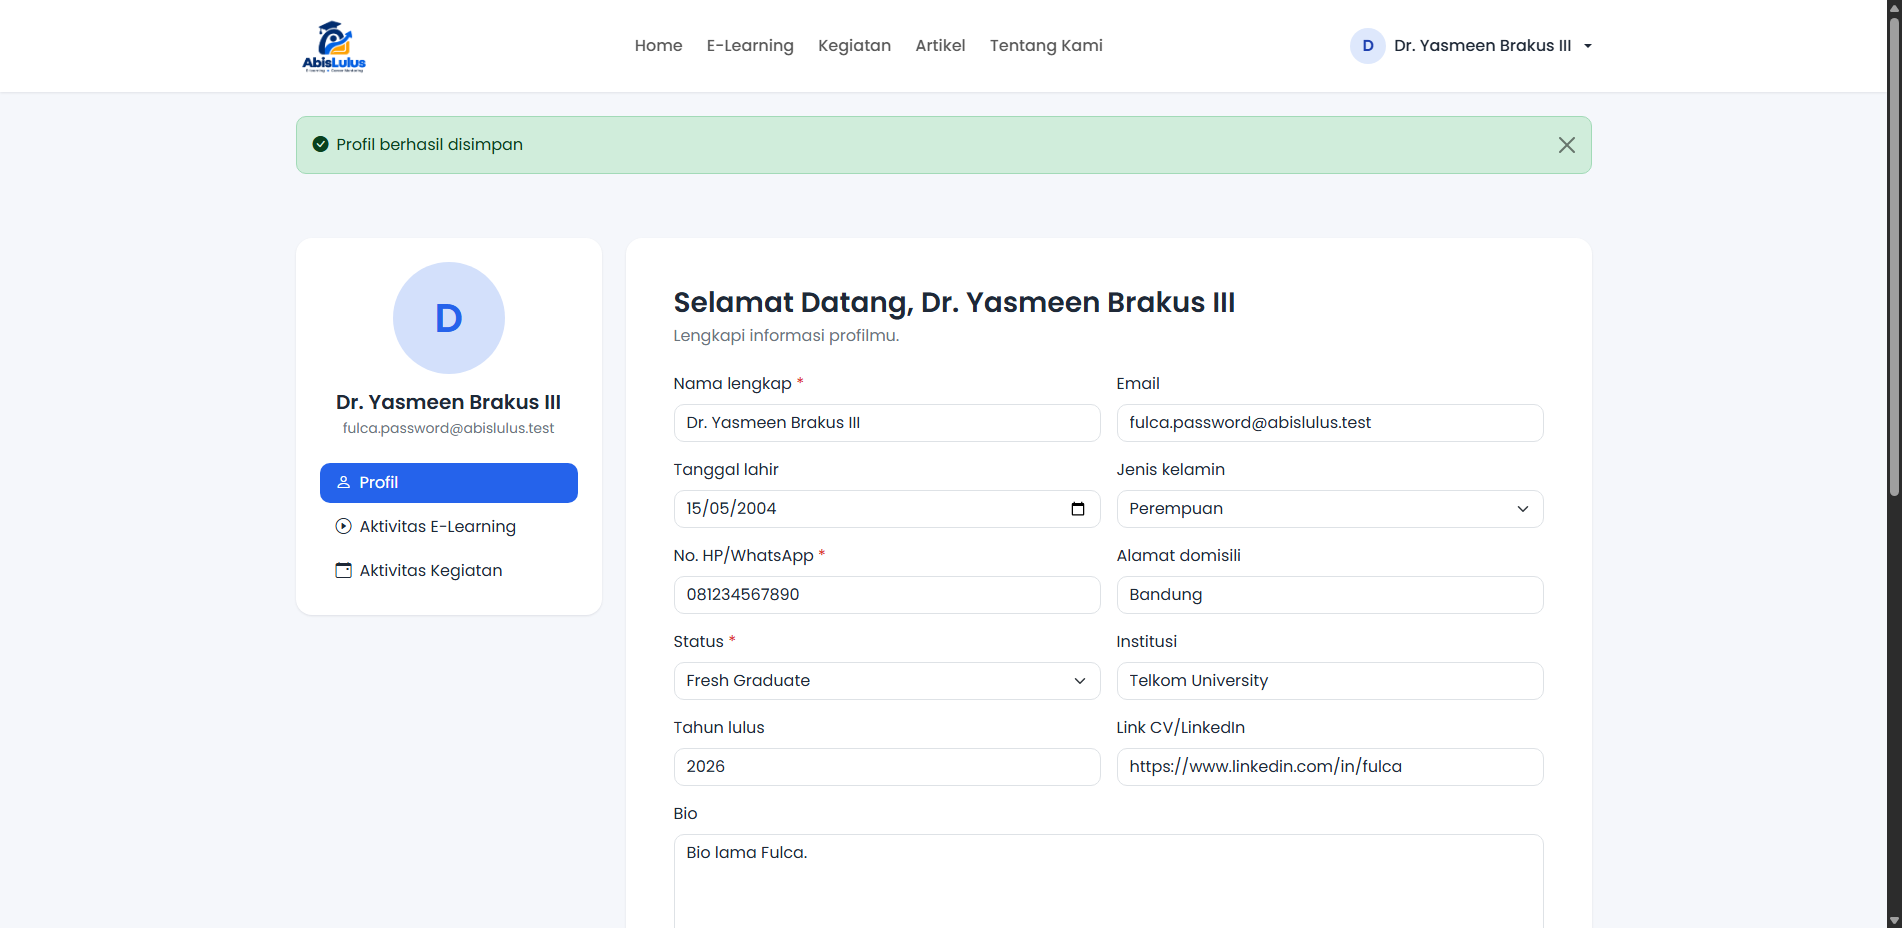 AbisLulus
Home
E-Learning
Kegiatan
Artikel
Tentang Kami
D
Dr. Yasmeen Brakus III
Profil berhasil disimpan
D
Dr. Yasmeen Brakus III
fulca.password@abislulus.test
Profil
Aktivitas E-Learning
Aktivitas Kegiatan
Selamat Datang, Dr. Yasmeen Brakus III
Lengkapi informasi profilmu.
Nama lengkap *
Dr. Yasmeen Brakus III
Email
fulca.password@abislulus.test
Tanggal lahir
15/05/2004
Jenis kelamin
Perempuan
No. HP/WhatsApp *
081234567890
Alamat domisili
Bandung
Status *
Fresh Graduate
Institusi
Telkom University
Tahun lulus
2026
Link CV/LinkedIn
https://www.linkedin.com/in/fulca
Bio
Bio lama Fulca.